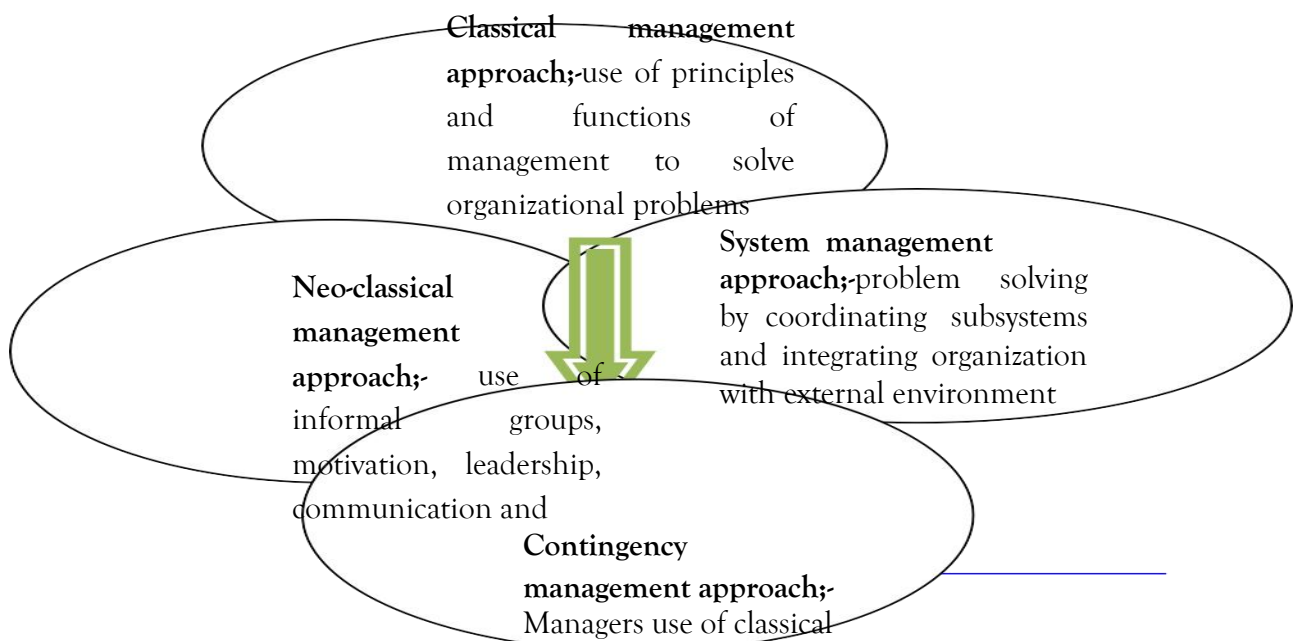 Classical management
approach;-use of principles
and functions of
management to solve
organizational problems
Neo-classical
management
approach;- use of
informal groups,
motivation, leadership,
communication and
System management
approach;-problem solving
by coordinating subsystems
and integrating organization
with external environment
Contingency
management approach;-
Managers use of classical